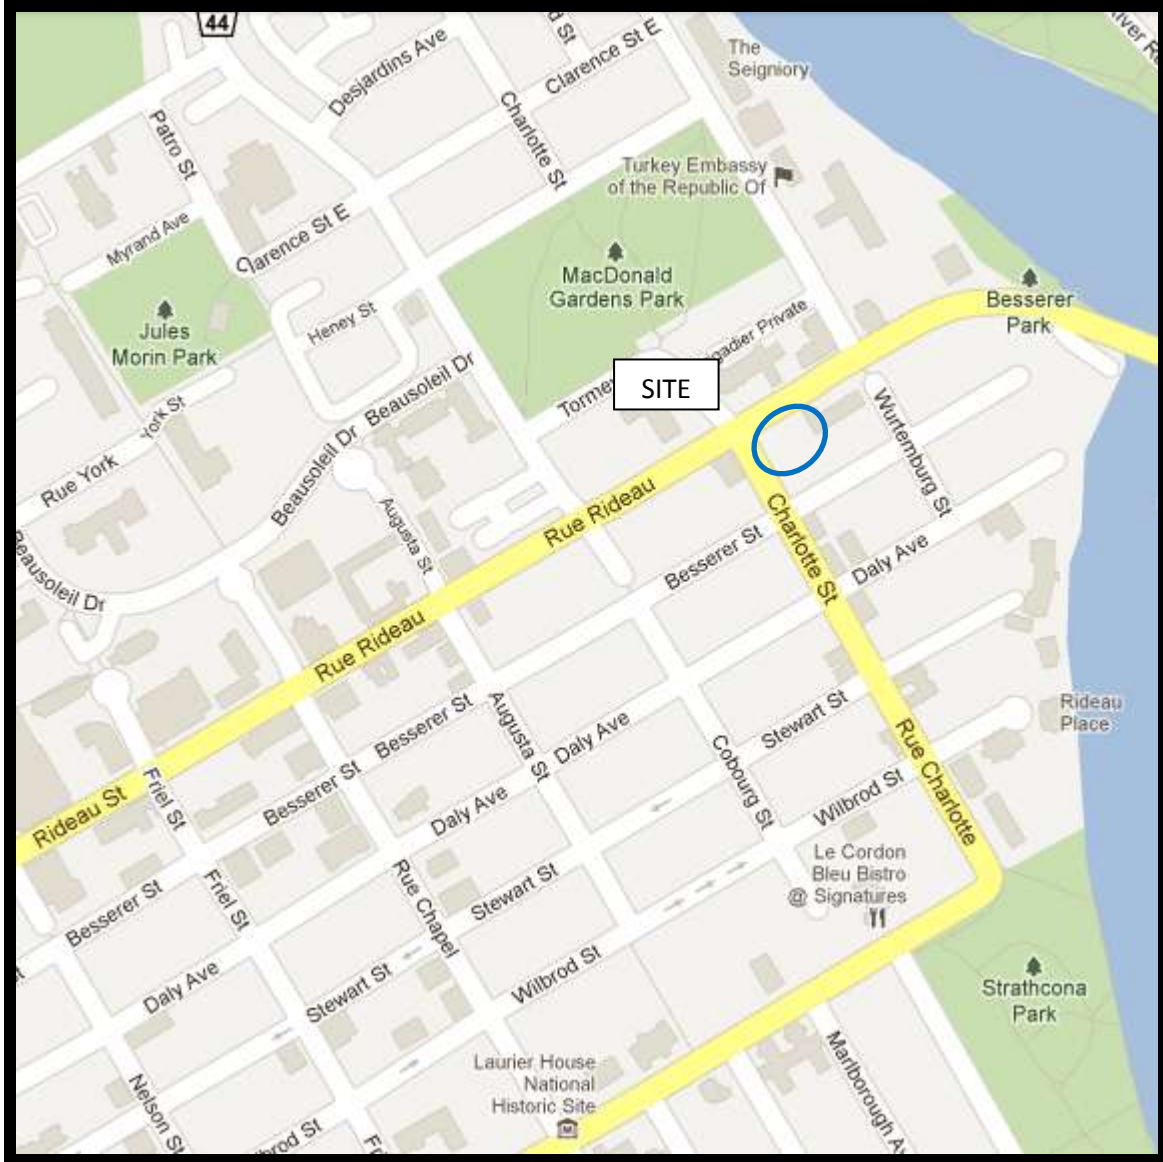 44
Desjardins Ave
Clarence St E
The
Seigniory
Charlotte St
Patro St
Turkey Embassy
of the Republic Of
Myrand Ave
Clarence St E
MacDonald
Gardens Park
Besserer
Park
Jules
Morin Park
Heney St
Beausoleil Dr
SITE
York St
Rue York
Beausoleil Dr
Wurtemburg St
Rue Rideau
Charlotte St
Augusta St
Besserer St
Daly Ave
Beausoleil Dr
Rue Rideau
Rideau
Place
Besserer St
Augusta St
Daly Ave
Cobourg St
Stewart St
Rue Charlotte
Rideau St
Friel St
Besserer St
Daly Ave
Wilbrod St
Le Cordon
Bleu Bistro
@ Signatures
Friel St
Rue Chapel
Stewart St
Besserer St
Daly Ave
Stewart St
Wilbrod St
Strathcona
Park
Laurier House
National
Historic Site
Marlborough
Nelson St